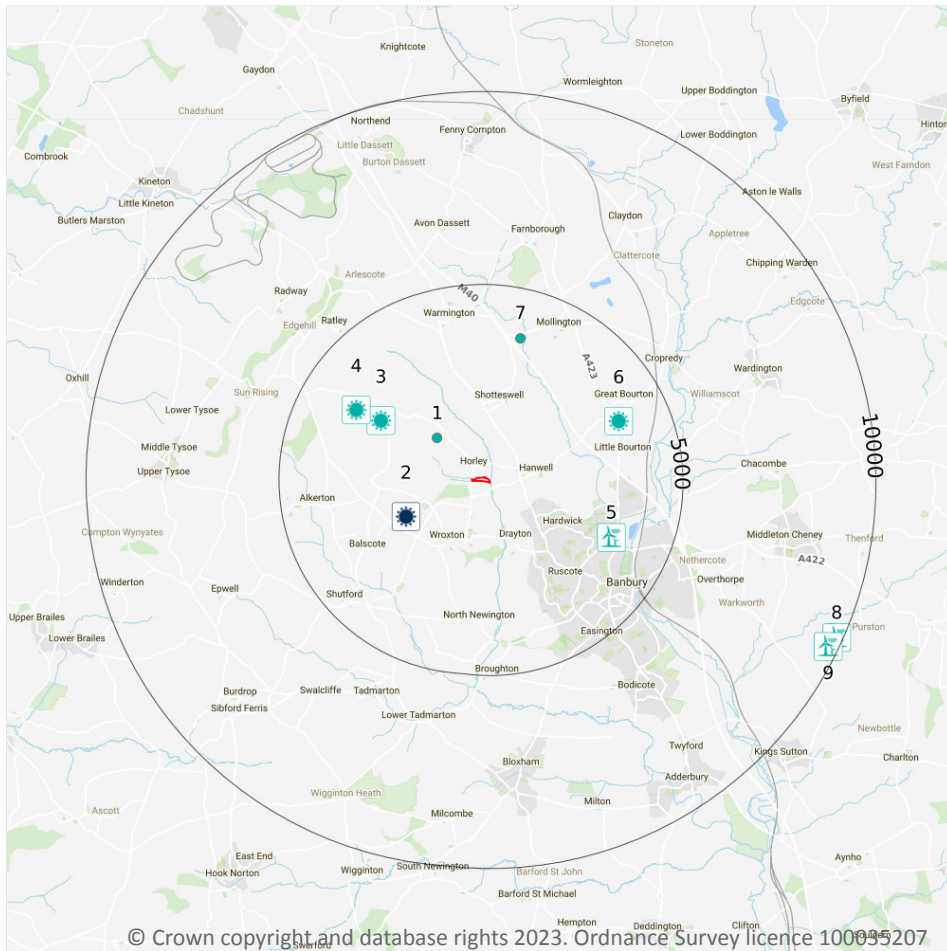 Knightcote
Stoneton
Gaydon
Wormleighton
Upper Boddington
Byfield
Chadshunt
Northend
Fenny Compton
Hinton
Lower Boddington
Little Dassett
Combrook
Burton Dassett
West Farndon
Kineton
Little Kineton
Aston le Walls
Butlers Marston
Avon Dassett
Claydon
Farnborough
Appletree
Clattercote
Chipping Warden
Arlescote
Radway
M40
Edgcote
7
Warmington
Mollington
Ratley
Edgehill
A423
Cropredy
4
3
6
Wardington
Oxhill
Sun Rising
Shotteswell
Great Bourton
Williamscot
Lower Tysoe
1
10000
Middle Tysoe
Little Bourton
5000
Horley
Hanwell
Chacombe
Upper Tysoe
2
Alkerton
5
Hardwick
Compton Wynyates
Wroxton
Drayton
Middleton Cheney
Thenford
Balscote
A422
Nethercote
Ruscote
Overthorpe
Winderton
Banbury
Epwell
Shutford
Warkworth
8
North Newington
Upper Brailes
Purston
Easington
Lower Brailes
Broughton
9
Bodicote
Burdrop
Swalcliffe
Tadmarton
Sibford Ferris
Lower Tadmarton
Newbottle
Twyford
Kings Sutton
Charlton
Bloxham
Adderbury
Wigginton Heath
Milton
Ascott
Milcombe
East End
Aynho
Hook Norton
Wigginton
South Newington
Barford St John
Barford St Michael
Hempton
Deddington
Clifton
Swerford
© Crown copyright and database rights 2023. Ordnance Survey licence